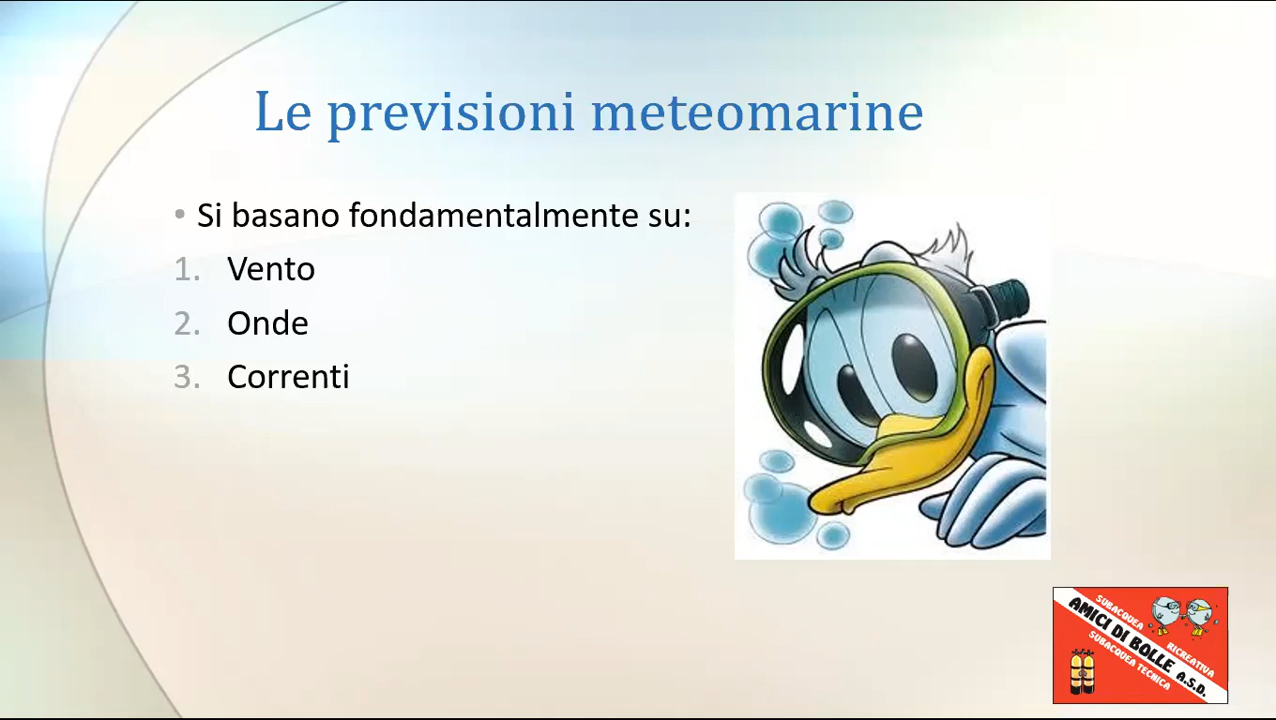 Le previsioni meteomarine
• Si basano fondamentalmente su:
1. Vento
2. Onde
3. Correnti
SUBACQUEA RICREATIVA
AMICI DI BOLLE A.S.D.
SUBACQUEA TECNICA